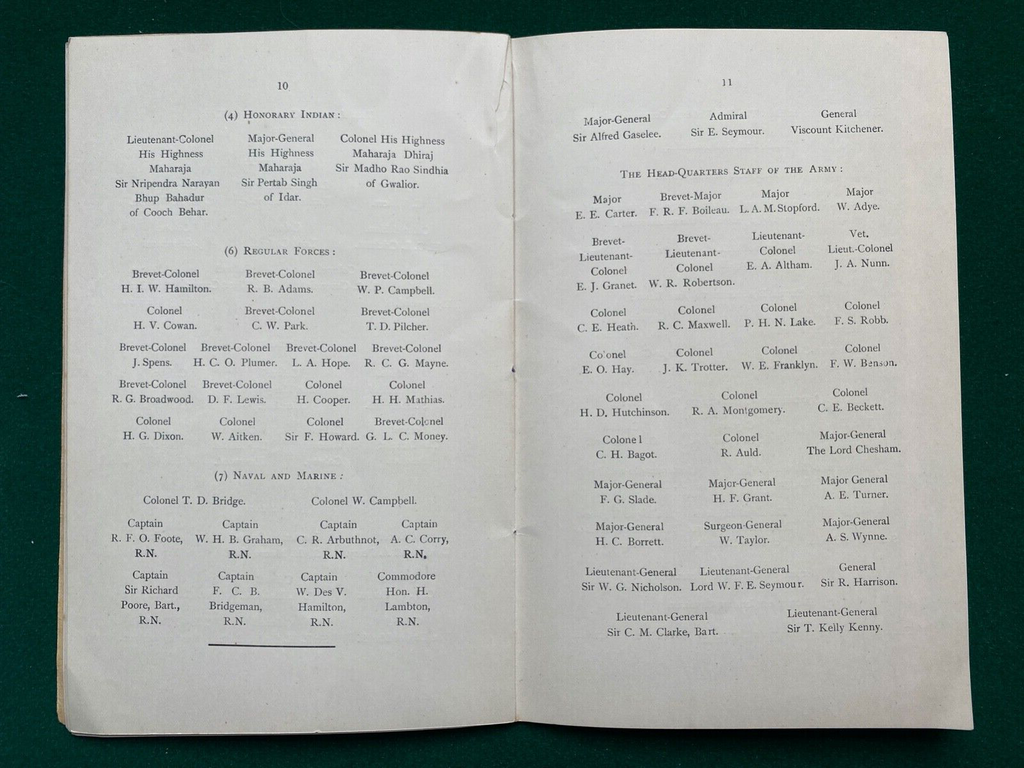 10
(4) Honorary Indian :
Lieutenant-Colonel Major-General Colonel His Highness
His Highness His Highness Maharaja Dhiraj
Maharaja Maharaja Sir Madho Rao Sindhia
Sir Nripendra Narayan Sir Pertab Singh of Gwalior.
Bhup Bahadur of Idar.
of Cooch Behar.
(6) Regular Forces :
Brevet-Colonel Brevet-Colonel Brevet-Colonel
H. I. W. Hamilton. R. B. Adams. W. P. Campbell.
Colonel Brevet-Colonel Brevet-Colonel
H. V. Cowan. C. W. Park. T. D. Pilcher.
Brevet-Colonel Brevet-Colonel Brevet-Colonel Brevet-Colonel
J. Spens. H. C. O. Plumer. L. A. Hope. R. C. G. Mayne.
Brevet-Colonel Brevet-Colonel Colonel Colonel
R. G. Broadwood. D. F. Lewis. H. Cooper. H. H. Mathias.
Colonel Colonel Colonel Brevet-Colonel
H. G. Dixon. W. Aitken. Sir F. Howard. G. L. C. Money.
(7) Naval and Marine :
Colonel T. D. Bridge. Colonel W. Campbell.
Captain Captain Captain Captain
R. F. O. Foote, W. H. B. Graham, C. R. Arbuthnot, A. C. Corry,
R.N. R.N. R.N. R.N.
Captain Captain Captain Commodore
Sir Richard F. C. B. W. Des V. Hon. H.
Poore, Bart., Bridgeman, Hamilton, Lambton,
R.N. R.N. R.N. R.N.
11
Major-General Admiral General
Sir Alfred Gaselee. Sir E. Seymour. Viscount Kitchener.
The Head-Quarters Staff of the Army :
Major Brevet-Major Major Major
E. E. Carter. F. R. F. Boileau. L. A. M. Stopford. W. Adye.
Brevet- Brevet- Lieutenant- Vet.
Lieutenant- Lieutenant- Colonel Lieut.-Colonel
Colonel Colonel E. A. Altham. J. A. Nunn.
E. J. Granet. W. R. Robertson.
Colonel Colonel Colonel Colonel
C. E. Heath. R. C. Maxwell. P. H. N. Lake. F. S. Robb.
Colonel Colonel Colonel Colonel
E. O. Hay. J. K. Trotter. W. E. Franklyn. F. W. Benson.
Colonel Colonel Colonel
H. D. Hutchinson. R. A. Montgomery. C. E. Beckett.
Colonel Colonel Major-General
C. H. Bagot. R. Auld. The Lord Chesham.
Major-General Major-General Major General
F. G. Slade. H. F. Grant. A. E. Turner.
Major-General Surgeon-General Major-General
H. C. Borrett. W. Taylor. A. S. Wynne.
Lieutenant-General Lieutenant-General General
Sir W. G. Nicholson. Lord W. F. E. Seymour. Sir R. Harrison.
Lieutenant-General Lieutenant-General
Sir C. M. Clarke, Bart. Sir T. Kelly Kenny.